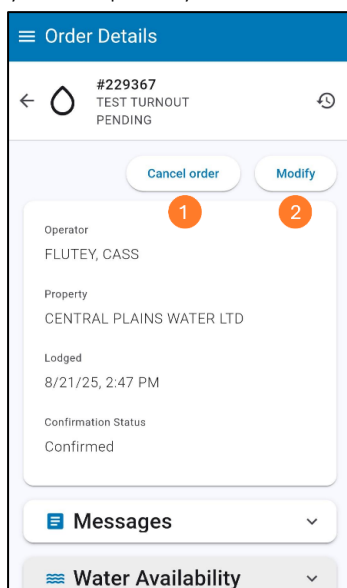 Order Details
#229367
TEST TURNOUT
PENDING
Cancel order
Modify
1
2
Operator
FLUTEY, CASS
Property
CENTRAL PLAINS WATER LTD
Lodged
8/21/25, 2:47 PM
Confirmation Status
Confirmed
Messages
Water Availability